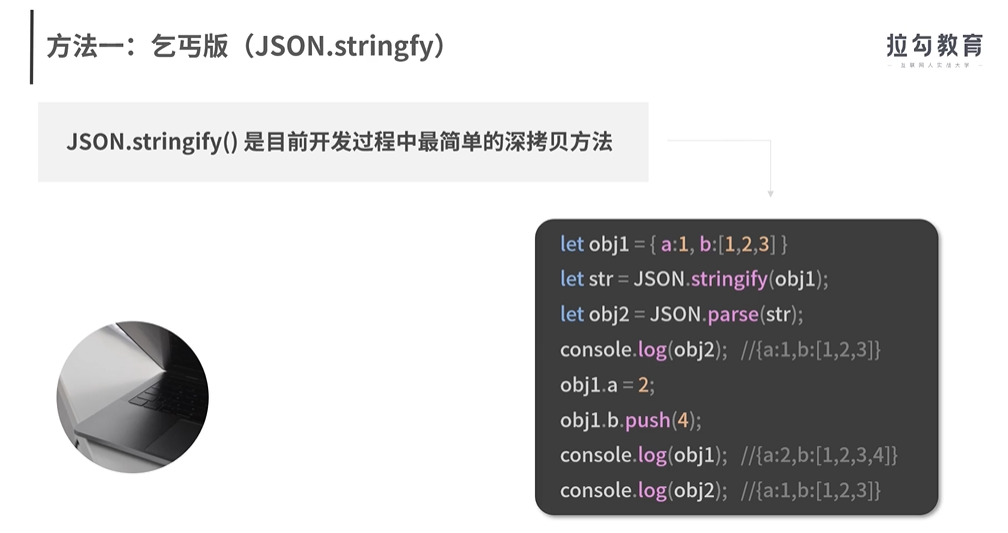 方法一：乞丐版（JSON.stringfy）
拉勾教育
互联网人实战大学
JSON.stringify() 是目前开发过程中最简单的深拷贝方法
let obj1 = { a:1, b:[1,2,3] }
let str = JSON.stringify(obj1);
let obj2 = JSON.parse(str);
console.log(obj2);   //{a:1,b:[1,2,3]}
obj1.a = 2;
obj1.b.push(4);
console.log(obj1);   //{a:2,b:[1,2,3,4]}
console.log(obj2);   //{a:1,b:[1,2,3]}